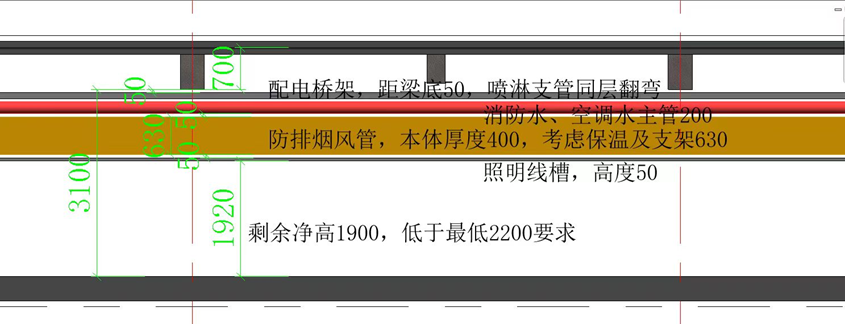 700
配电桥架，距梁底50，喷淋支管同层翻弯
50
50
消防水、空调水主管200
630
防排烟风管，本体厚度400，考虑保温及支架630
50
照明线槽，高度50
3100
1920
剩余净高1900，低于最低2200要求